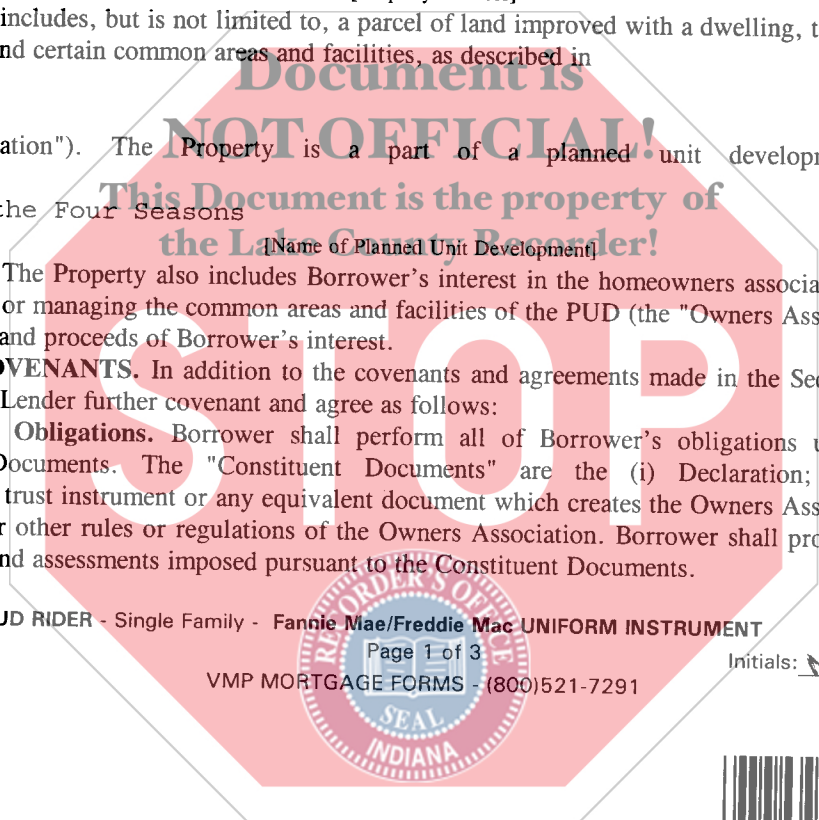 includes, but is not limited to, a parcel of land improved with a dwelling,
nd certain common areas and facilities, as described in
Document is
ation"). The Property is a part of a planned unit developm
NOT OFFICIAL!
This Document is the property of
the Four Seasons
the Lake County Recorder!
[Name of Planned Unit Development]
The Property also includes Borrower's interest in the homeowners associa
or managing the common areas and facilities of the PUD (the "Owners Ass
and proceeds of Borrower's interest.
OVENANTS. In addition to the covenants and agreements made in the Sec
Lender further covenant and agree as follows:
STOP
Obligations. Borrower shall perform all of Borrower's obligations
Documents. The "Constituent Documents" are the (i) Declaration;
trust instrument or any equivalent document which creates the Owners Ass
r other rules or regulations of the Owners Association. Borrower shall pro
nd assessments imposed pursuant to the Constituent Documents.
RECORDER'S OFFICE
SEAL
INDIANA
UD RIDER - Single Family - Fannie Mae/Freddie Mac UNIFORM INSTRUMENT
Page 1 of 3
Initials:
VMP MORTGAGE FORMS - (800)521-7291